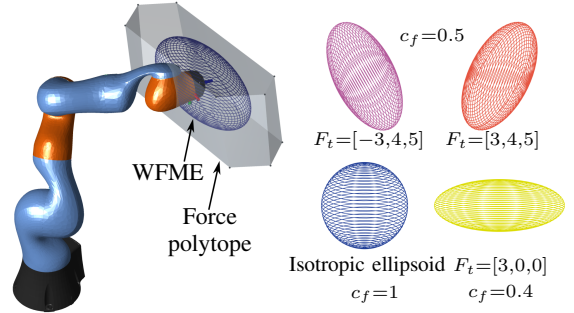 c_f=0.5
F_t=[−3,4,5] F_t=[3,4,5]
WFME
Force
polytope
Isotropic ellipsoid F_t=[3,0,0]
c_f=1 c_f=0.4